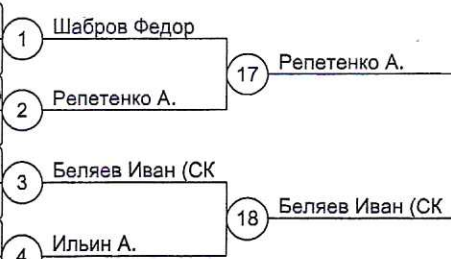 1 Шабров Федор
17 Репетенко А.
2 Репетенко А.
3 Беляев Иван (СК
18 Беляев Иван (СК
4 Ильин А.